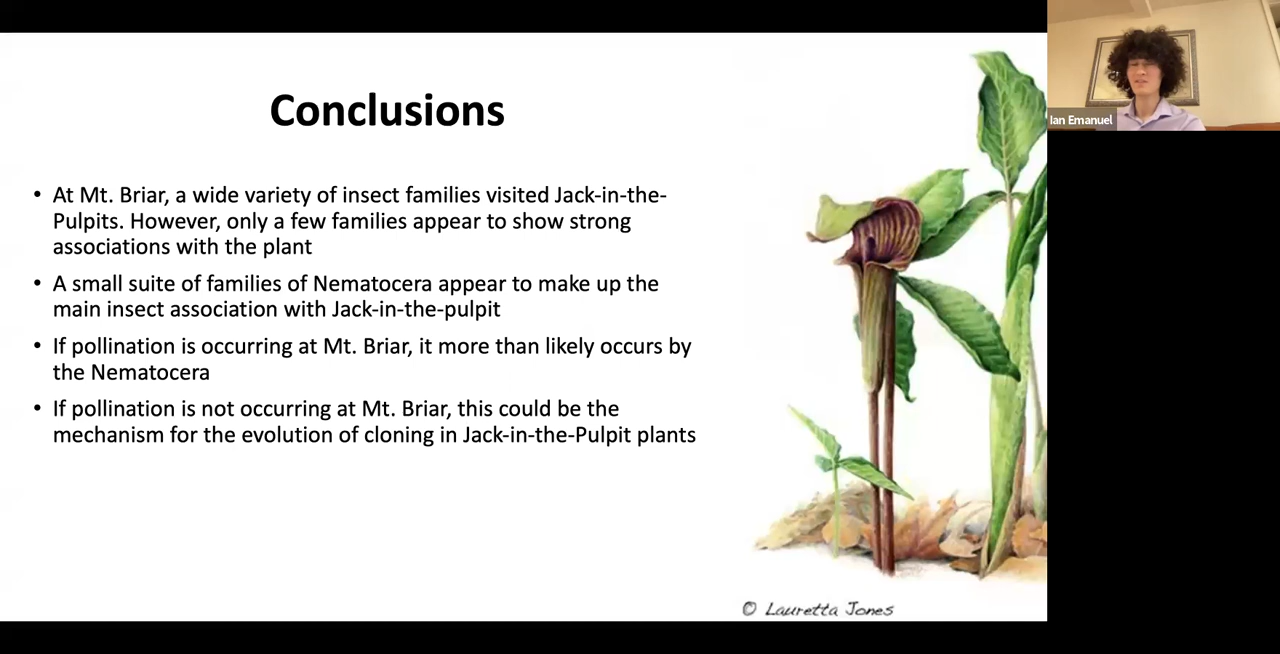 Conclusions
• At Mt. Briar, a wide variety of insect families visited Jack-in-the-
Pulpits. However, only a few families appear to show strong
associations with the plant
• A small suite of families of Nematocera appear to make up the
main insect association with Jack-in-the-pulpit
• If pollination is occurring at Mt. Briar, it more than likely occurs by
the Nematocera
• If pollination is not occurring at Mt. Briar, this could be the
mechanism for the evolution of cloning in Jack-in-the-Pulpit plants
© Lauretta Jones
Ian Emanuel